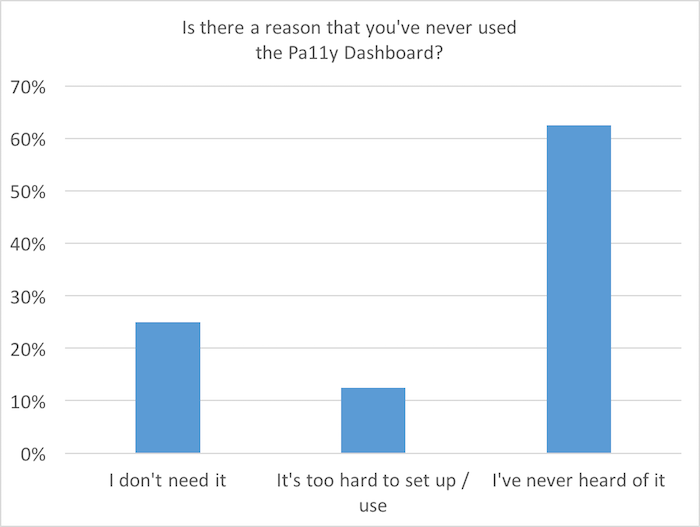 Is there a reason that you've never used
the Pa11y Dashboard?
70%
60%
50%
40%
30%
20%
10%
0%
I don't need it
It's too hard to set up /
use
I've never heard of it